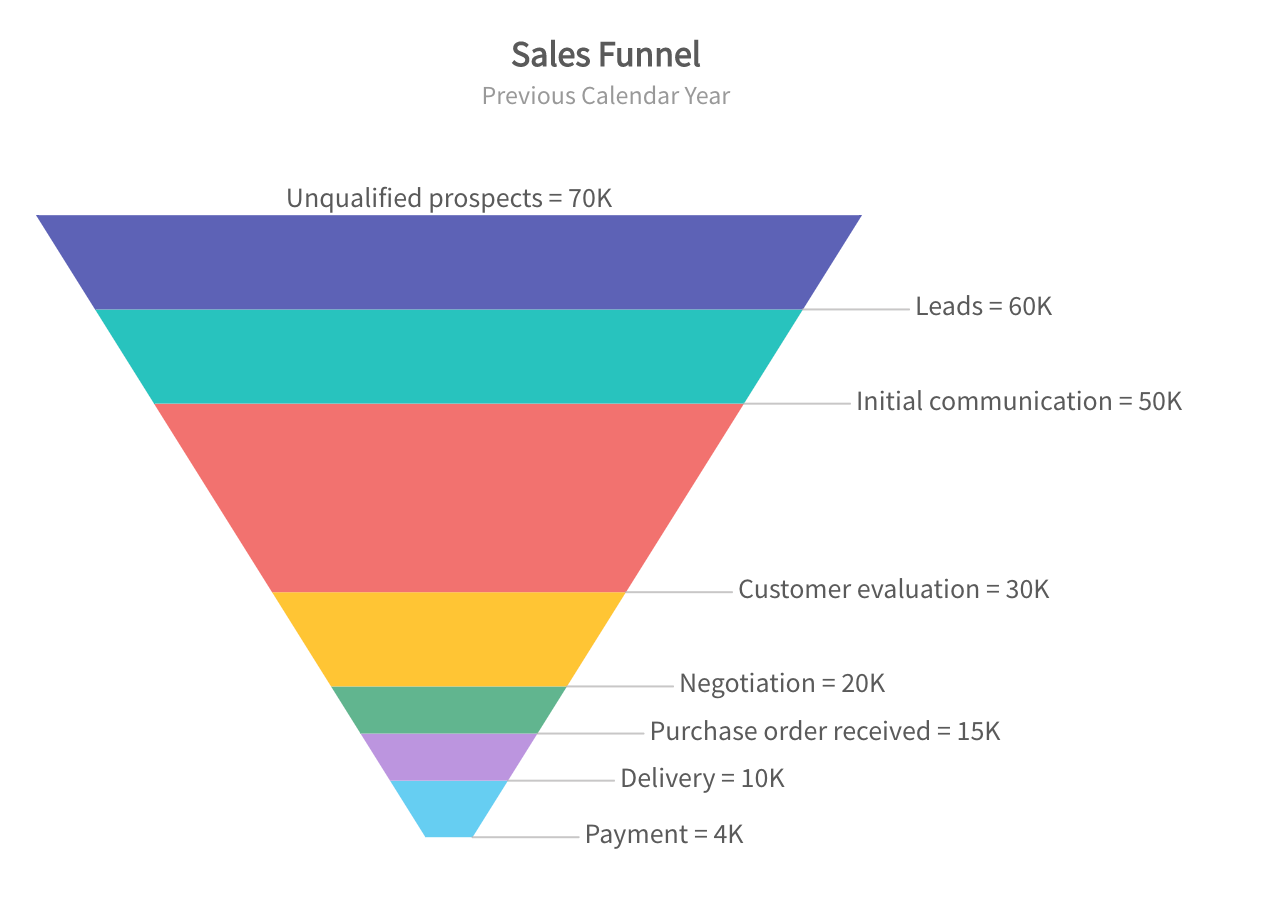 Sales Funnel
Previous Calendar Year
Unqualified prospects = 70K
Leads = 60K
Initial communication = 50K
Customer evaluation = 30K
Negotiation = 20K
Purchase order received = 15K
Delivery = 10K
Payment = 4K